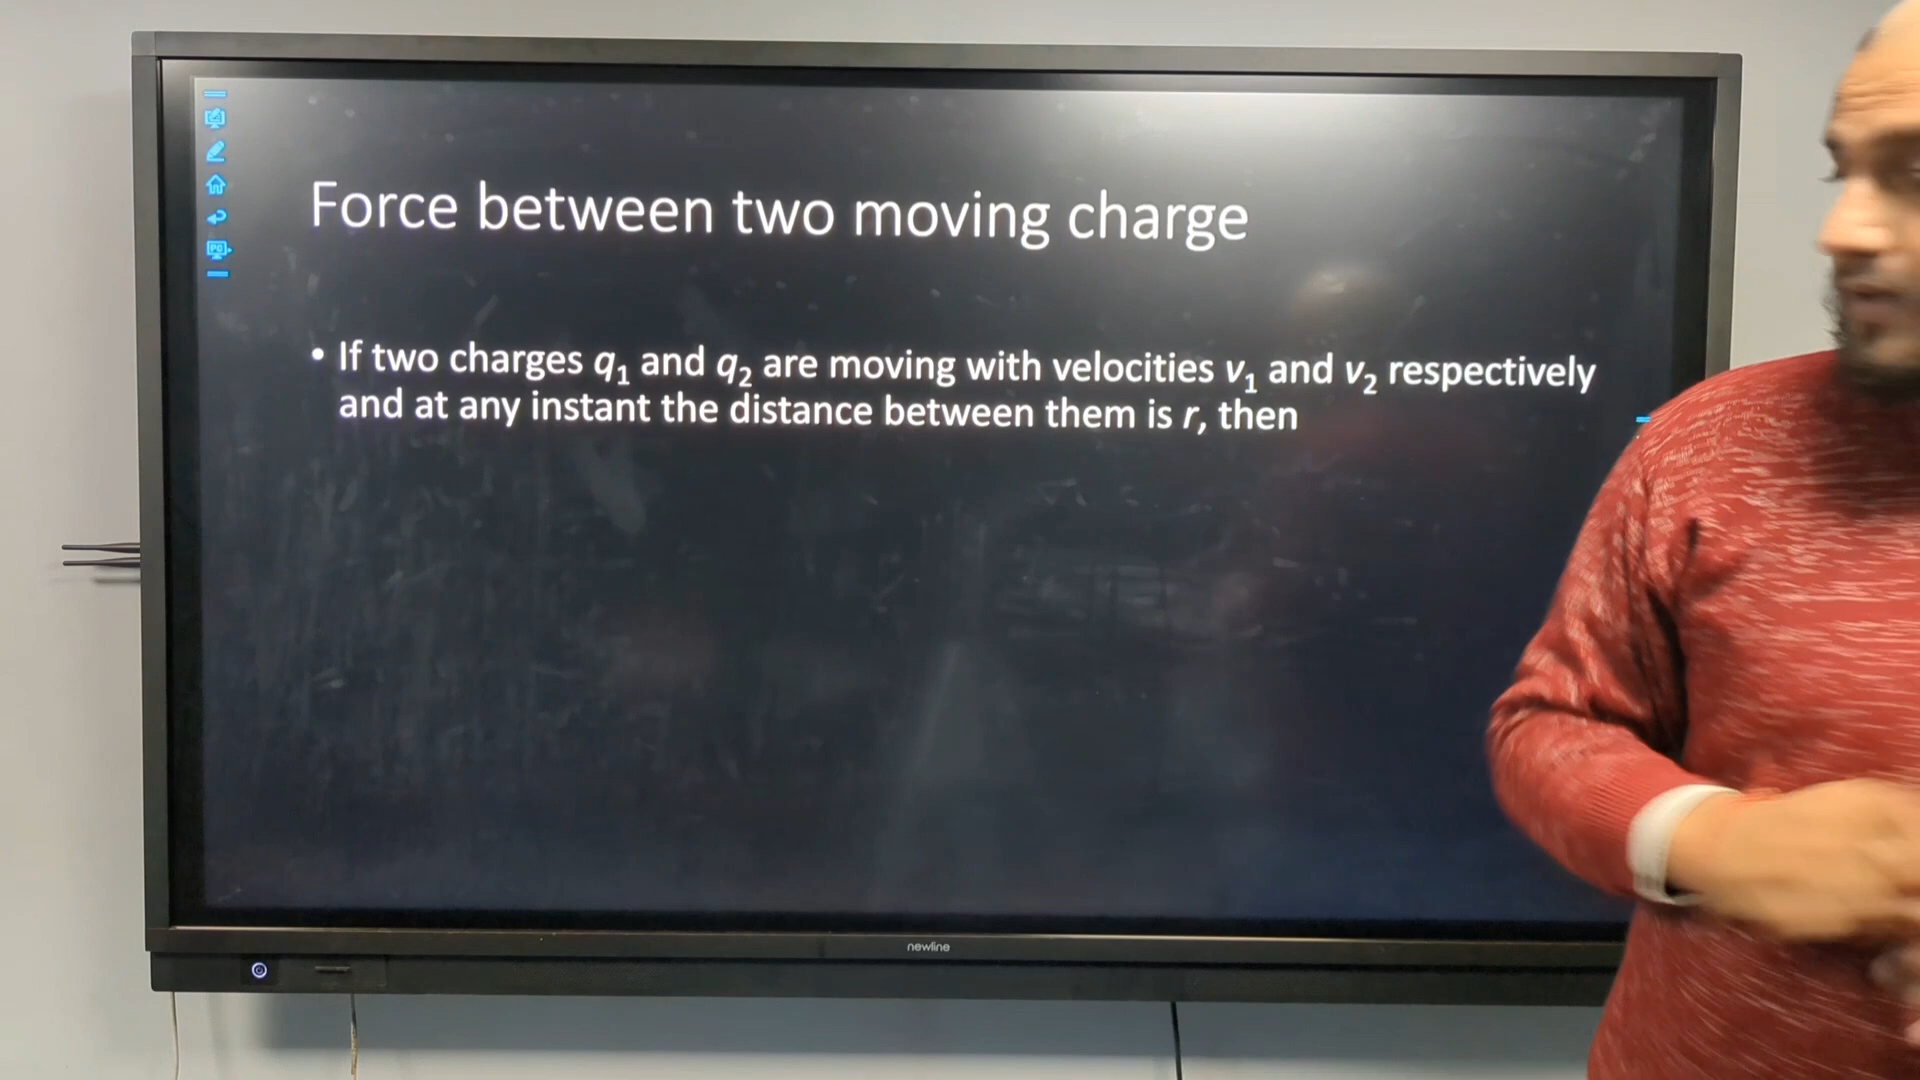 Force between two moving charge
• If two charges q₁ and q₂ are moving with velocities v₁ and v₂ respectively
and at any instant the distance between them is r, then
newline